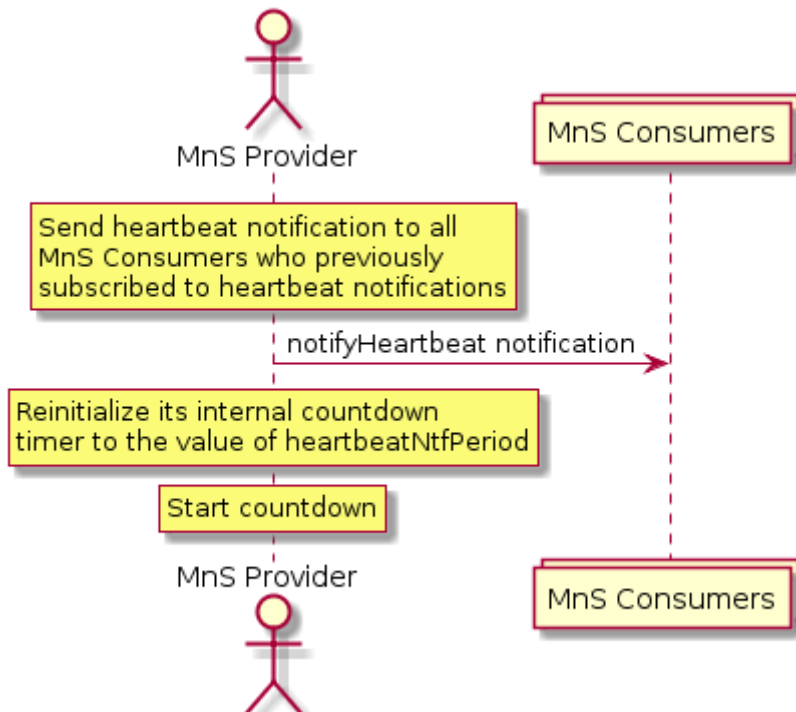 MnS Provider
MnS Consumers
Send heartbeat notification to all
MnS Consumers who previously
subscribed to heartbeat notifications
notifyHeartbeat notification
Reinitialize its internal countdown
timer to the value of heartbeatNtfPeriod
Start countdown
MnS Provider
MnS Consumers